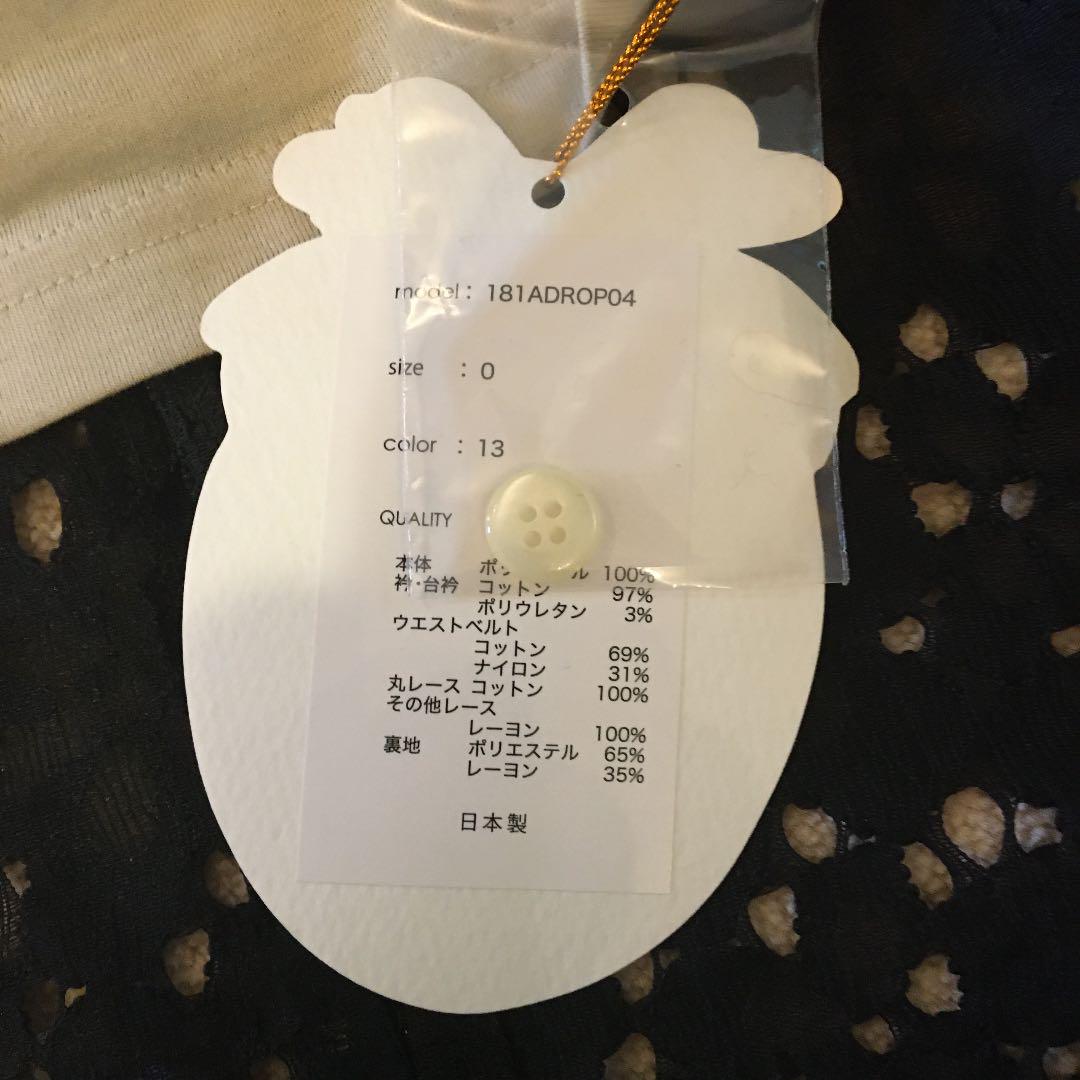 model : 181ADROP04
size : 0
color : 13
QUALITY
本体 100%
衿・台衿 コットン 97%
ポリウレタン 3%
ウエストベルト
コットン 69%
ナイロン 31%
丸レース コットン 100%
その他レース
レーヨン 100%
裏地 ポリエステル 65%
レーヨン 35%
日本製